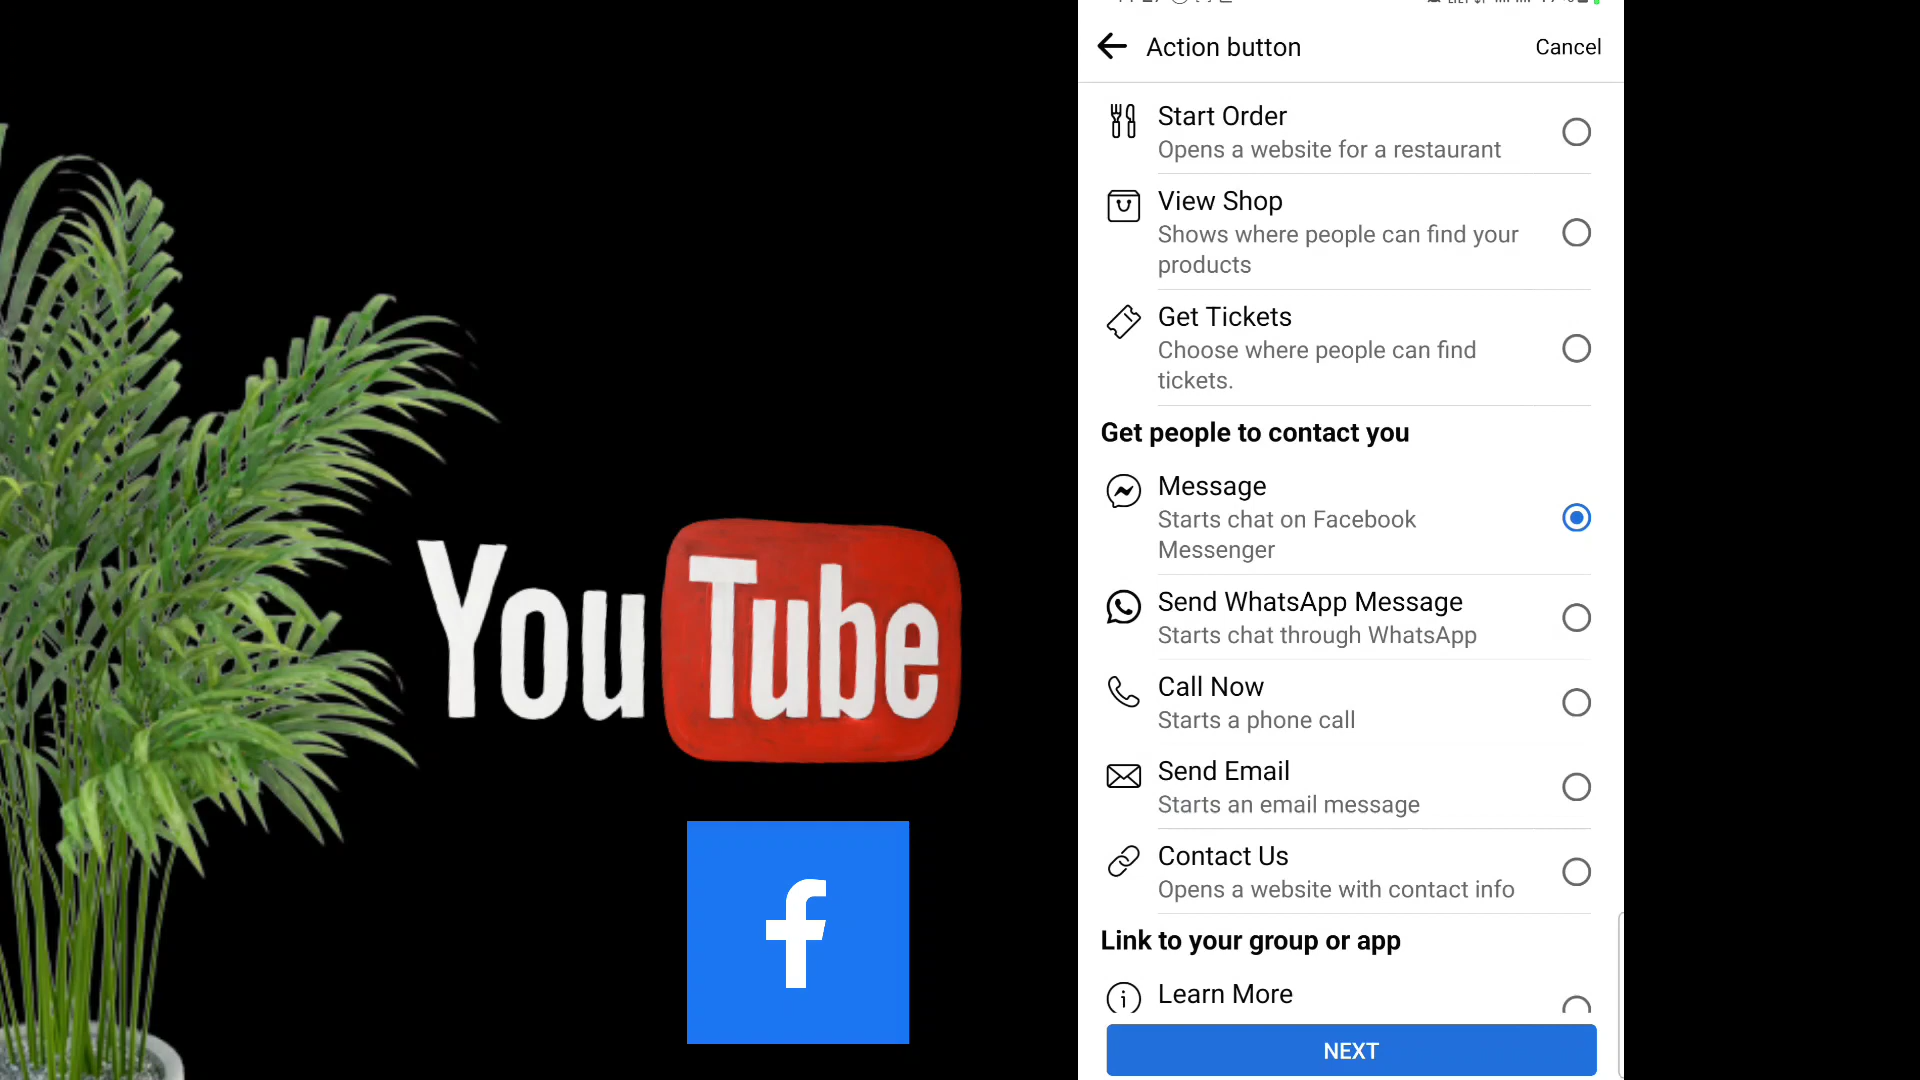 Action button
Cancel
Start Order
Opens a website for a restaurant
View Shop
Shows where people can find your
products
Get Tickets
Choose where people can find
tickets.
Get people to contact you
Message
Starts chat on Facebook
Messenger
Send WhatsApp Message
Starts chat through WhatsApp
Call Now
Starts a phone call
Send Email
Starts an email message
Contact Us
Opens a website with contact info
Link to your group or app
Learn More
NEXT
YouTube
f